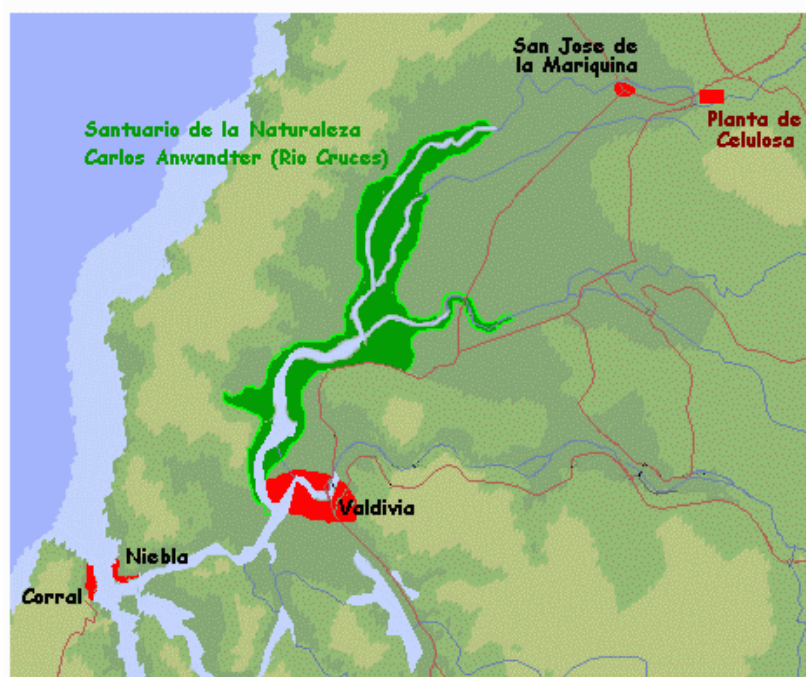 San Jose de
la Mariquina
Planta de
Celulosa
Santuario de la Naturaleza
Carlos Anwandter (Rio Cruces)
Valdivia
Niebla
Corral